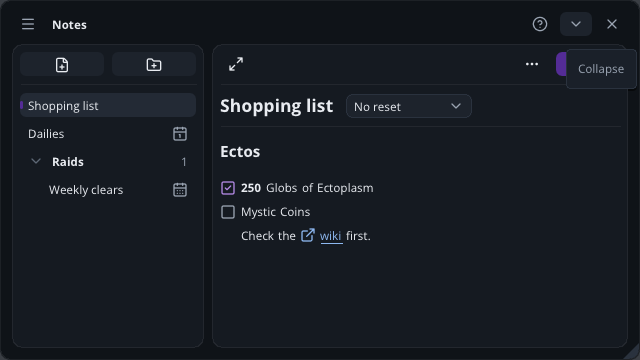 Notes
Collapse
Shopping list
Dailies
Raids 1
Weekly clears
Shopping list
No reset
Ectos
250 Globs of Ectoplasm
Mystic Coins
Check the wiki first.